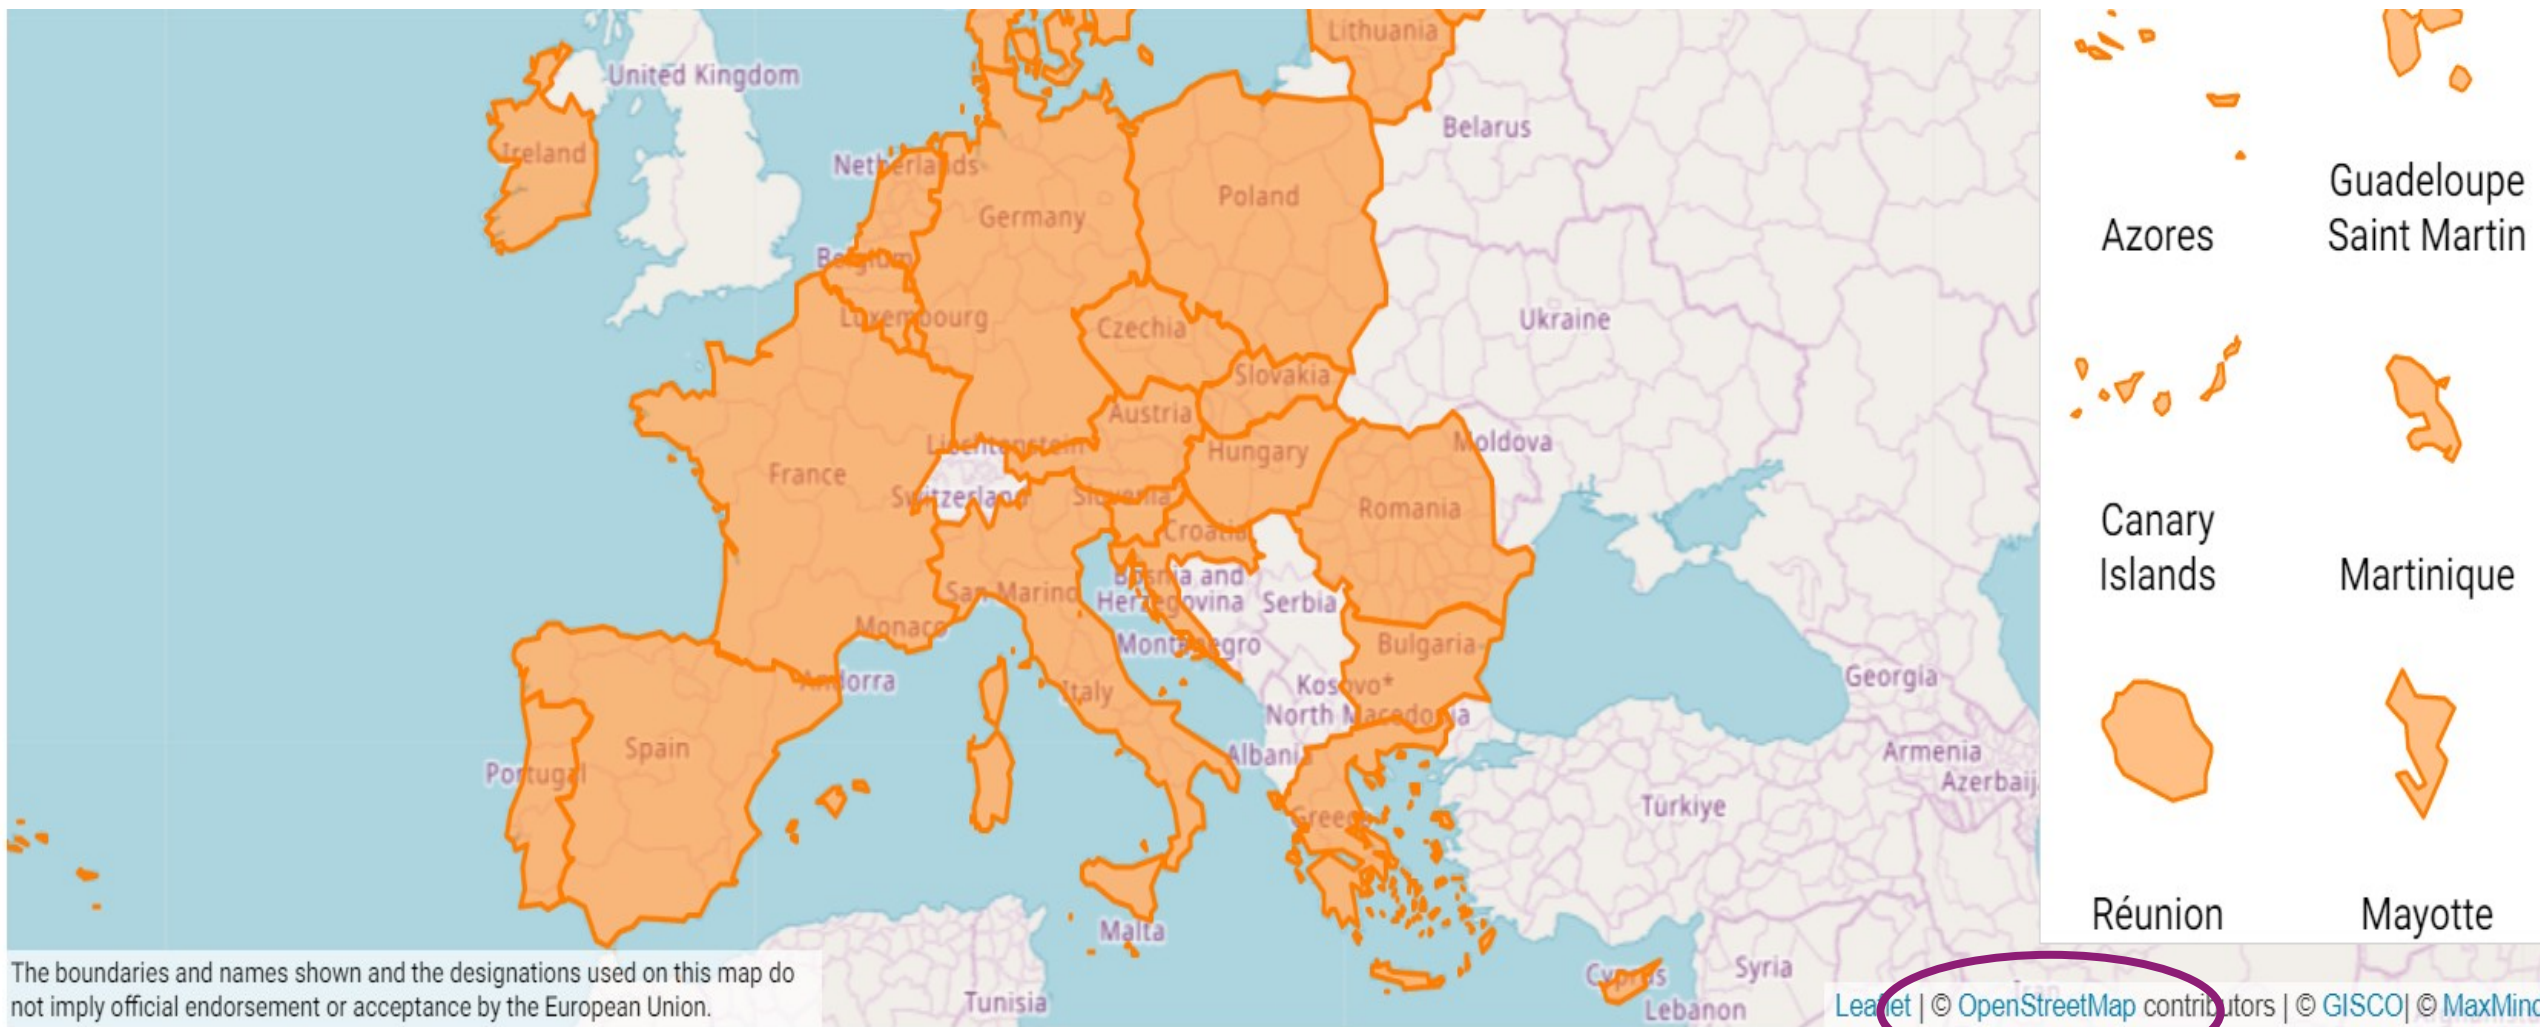 Lithuania
United Kingdom
Belarus
Ireland
Netherlands
Poland
Germany
Belgium
Luxembourg
Czechia
Ukraine
Slovakia
Austria
Liechtenstein
Hungary
Moldova
France
Switzerland
Slovenia
Romania
Croatia
San Marino
Bosnia and
Herzegovina
Serbia
Monaco
Montenegro
Bulgaria
Andorra
Italy
Kosovo*
North Macedonia
Georgia
Spain
Portugal
Albania
Armenia
Azerbaij
Türkiye
Greece
Malta
Cyprus
Syria
Lebanon
Tunisia
Iran
Azores
Guadeloupe
Saint Martin
Canary
Islands
Martinique
Réunion
Mayotte
The boundaries and names shown and the designations used on this map do
not imply official endorsement or acceptance by the European Union.
Leaflet | © OpenStreetMap contributors | © GISCO| © MaxMind